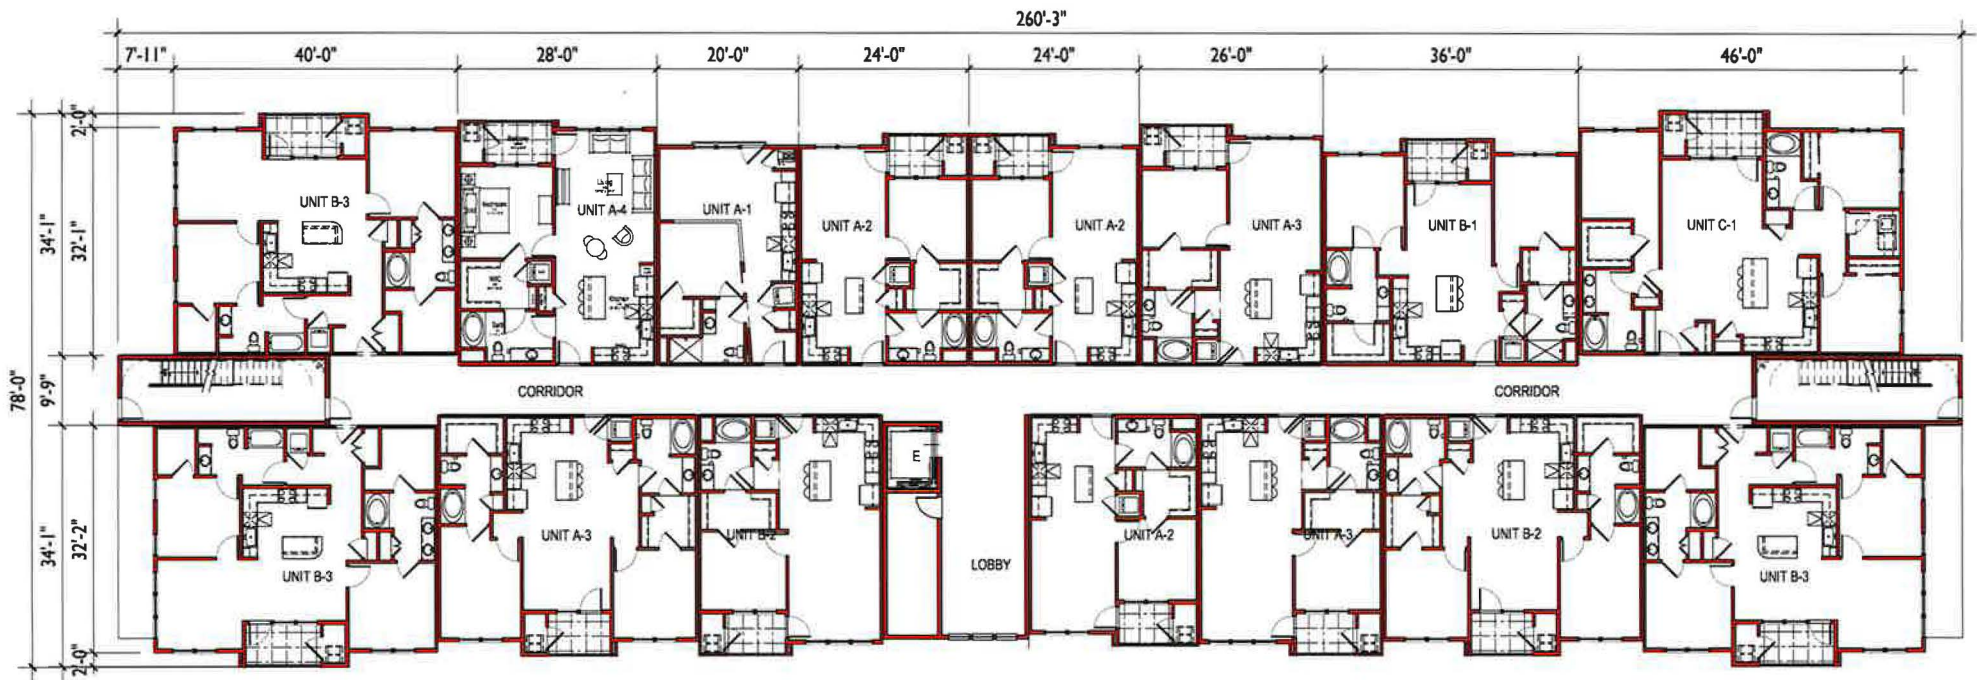 260'-3"
7'-11"
40'-0"
28'-0"
20'-0"
24'-0"
24'-0"
26'-0"
36'-0"
46'-0"
2'-0"
34'-1"
32'-1"
UNIT B-3
UNIT A-4
UNIT A-1
UNIT A-2
UNIT A-2
UNIT A-3
UNIT B-1
UNIT C-1
78'-0"
9'-9"
CORRIDOR
CORRIDOR
E
34'-1"
32'-2"
UNIT B-3
UNIT A-3
UNIT B-2
LOBBY
UNIT A-2
UNIT A-3
UNIT B-2
UNIT B-3
2'-0"